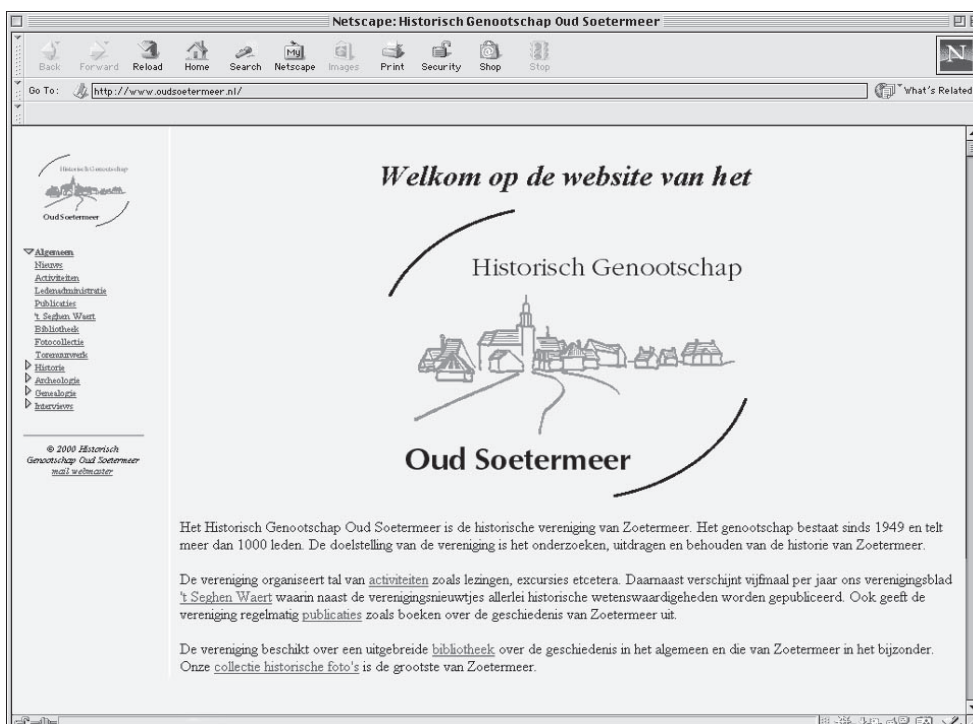 Netscape: Historisch Genootschap Oud Soetermeer
Back Forward Reload Home Search Netscape Images Print Security Shop Stop
My
N
Go To: http://www.oudsoetermeer.nl/ What's Related
Historisch Genootschap
Oud Soetermeer
Algemeen
Nieuws
Activiteiten
Ledenadministratie
Publicaties
't Seghen Waert
Bibliotheek
Fotocollectie
Torenuurwerk
Historie
Archeologie
Genealogie
Interviews
© 2000 Historisch
Genootschap Oud Soetermeer
mail webmaster
Welkom op de website van het
Historisch Genootschap
Oud Soetermeer
Het Historisch Genootschap Oud Soetermeer is de historische vereniging van Zoetermeer. Het genootschap bestaat sinds 1949 en telt
meer dan 1000 leden. De doelstelling van de vereniging is het onderzoeken, uitdragen en behouden van de historie van Zoetermeer.
De vereniging organiseert tal van activiteiten zoals lezingen, excursies etcetera. Daarnaast verschijnt vijfmaal per jaar ons verenigingsblad
't Seghen Waert waarin naast de verenigingsnieuwtjes allerlei historische wetenswaardigheden worden gepubliceerd. Ook geeft de
vereniging regelmatig publicaties zoals boeken over de geschiedenis van Zoetermeer uit.
De vereniging beschikt over een uitgebreide bibliotheek over de geschiedenis in het algemeen en die van Zoetermeer in het bijzonder.
Onze collectie historische foto's is de grootste van Zoetermeer.